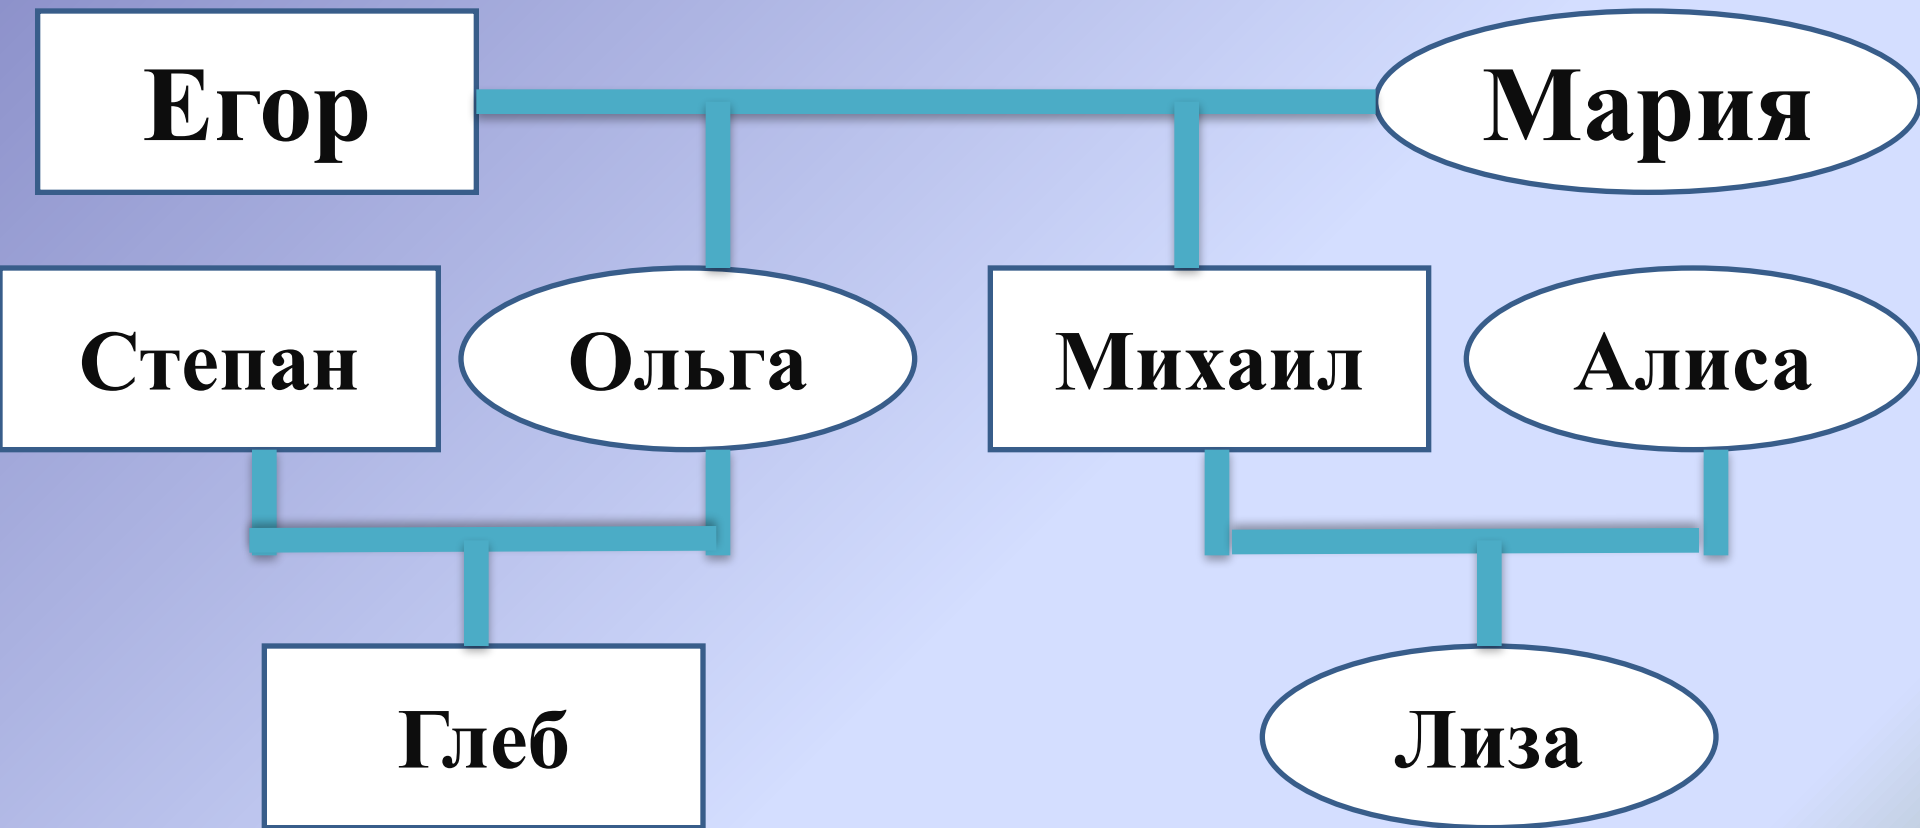 Егор
Мария
Степан
Ольга
Михаил
Алиса
Глеб
Лиза